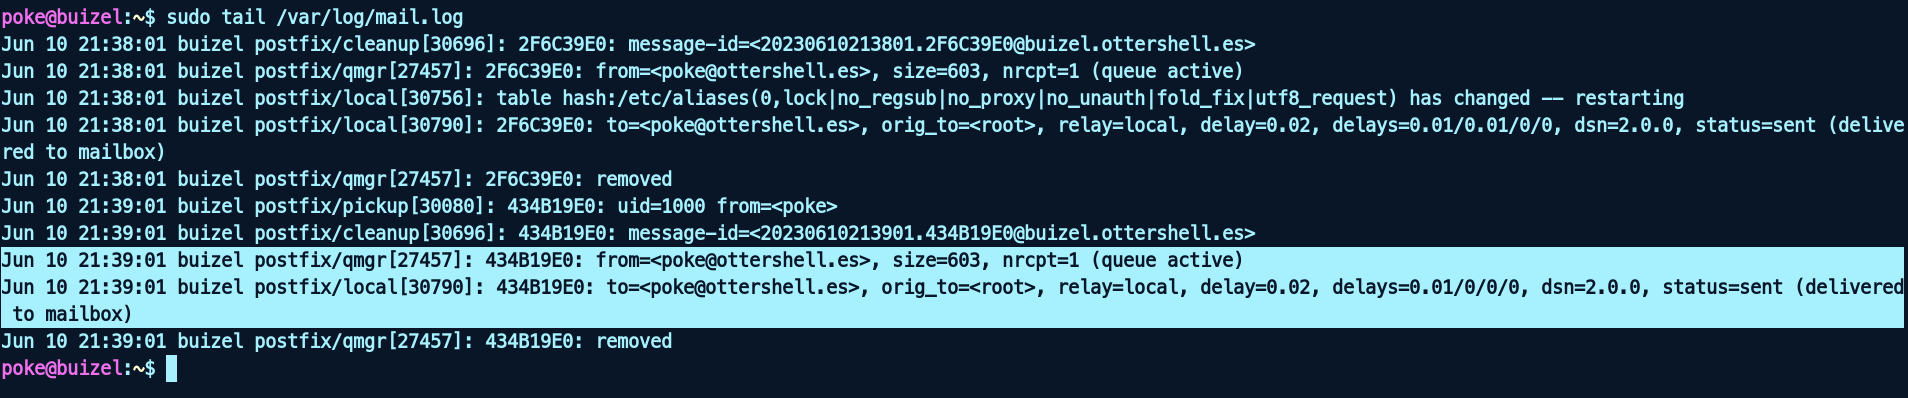 poke@buizel:~$ sudo tail /var/log/mail.log
Jun 10 21:38:01 buizel postfix/cleanup[30696]: 2F6C39E0: message-id=<20230610213801.2F6C39E0@buizel.ottershell.es>
Jun 10 21:38:01 buizel postfix/qmgr[27457]: 2F6C39E0: from=<poke@ottershell.es>, size=603, nrcpt=1 (queue active)
Jun 10 21:38:01 buizel postfix/local[30756]: table hash:/etc/aliases(0,lock|no_regsub|no_proxy|no_unauth|fold_fix|utf8_request) has changed -- restarting
Jun 10 21:38:01 buizel postfix/local[30790]: 2F6C39E0: to=<poke@ottershell.es>, orig_to=<root>, relay=local, delay=0.02, delays=0.01/0.01/0/0, dsn=2.0.0, status=sent (delive
red to mailbox)
Jun 10 21:38:01 buizel postfix/qmgr[27457]: 2F6C39E0: removed
Jun 10 21:39:01 buizel postfix/pickup[30080]: 434B19E0: uid=1000 from=<poke>
Jun 10 21:39:01 buizel postfix/cleanup[30696]: 434B19E0: message-id=<20230610213901.434B19E0@buizel.ottershell.es>
Jun 10 21:39:01 buizel postfix/qmgr[27457]: 434B19E0: from=<poke@ottershell.es>, size=603, nrcpt=1 (queue active)
Jun 10 21:39:01 buizel postfix/local[30790]: 434B19E0: to=<poke@ottershell.es>, orig_to=<root>, relay=local, delay=0.02, delays=0.01/0/0/0, dsn=2.0.0, status=sent (delivered
 to mailbox)
Jun 10 21:39:01 buizel postfix/qmgr[27457]: 434B19E0: removed
poke@buizel:~$